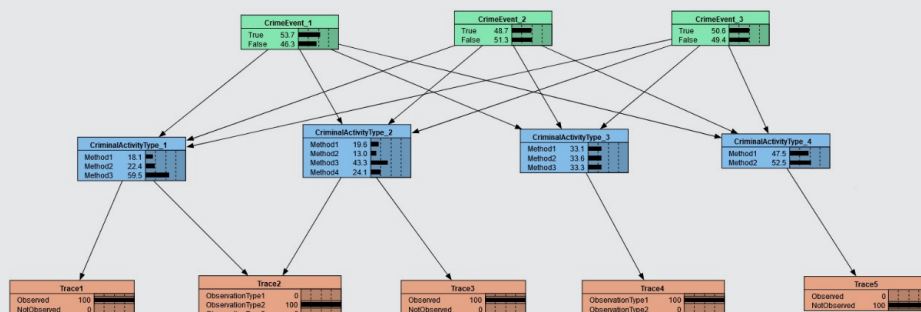 CrimeEvent_1
True 53.7
False 46.3
CrimeEvent_2
True 48.7
False 51.3
CrimeEvent_3
True 50.6
False 49.4
CriminalActivityType_1
Method1 18.1
Method2 22.4
Method3 59.5
CriminalActivityType_2
Method1 19.6
Method2 13.0
Method3 43.3
Method4 24.1
CriminalActivityType_3
Method1 33.1
Method2 33.6
Method3 33.3
CriminalActivityType_4
Method1 47.5
Method2 52.5
Trace1
Observed 100
NotObserved 0
Trace2
ObservationType1 0
ObservationType2 100
Trace3
Observed 100
NotObserved 0
Trace4
ObservationType1 100
ObservationType2 0
Trace5
Observed 0
NotObserved 100